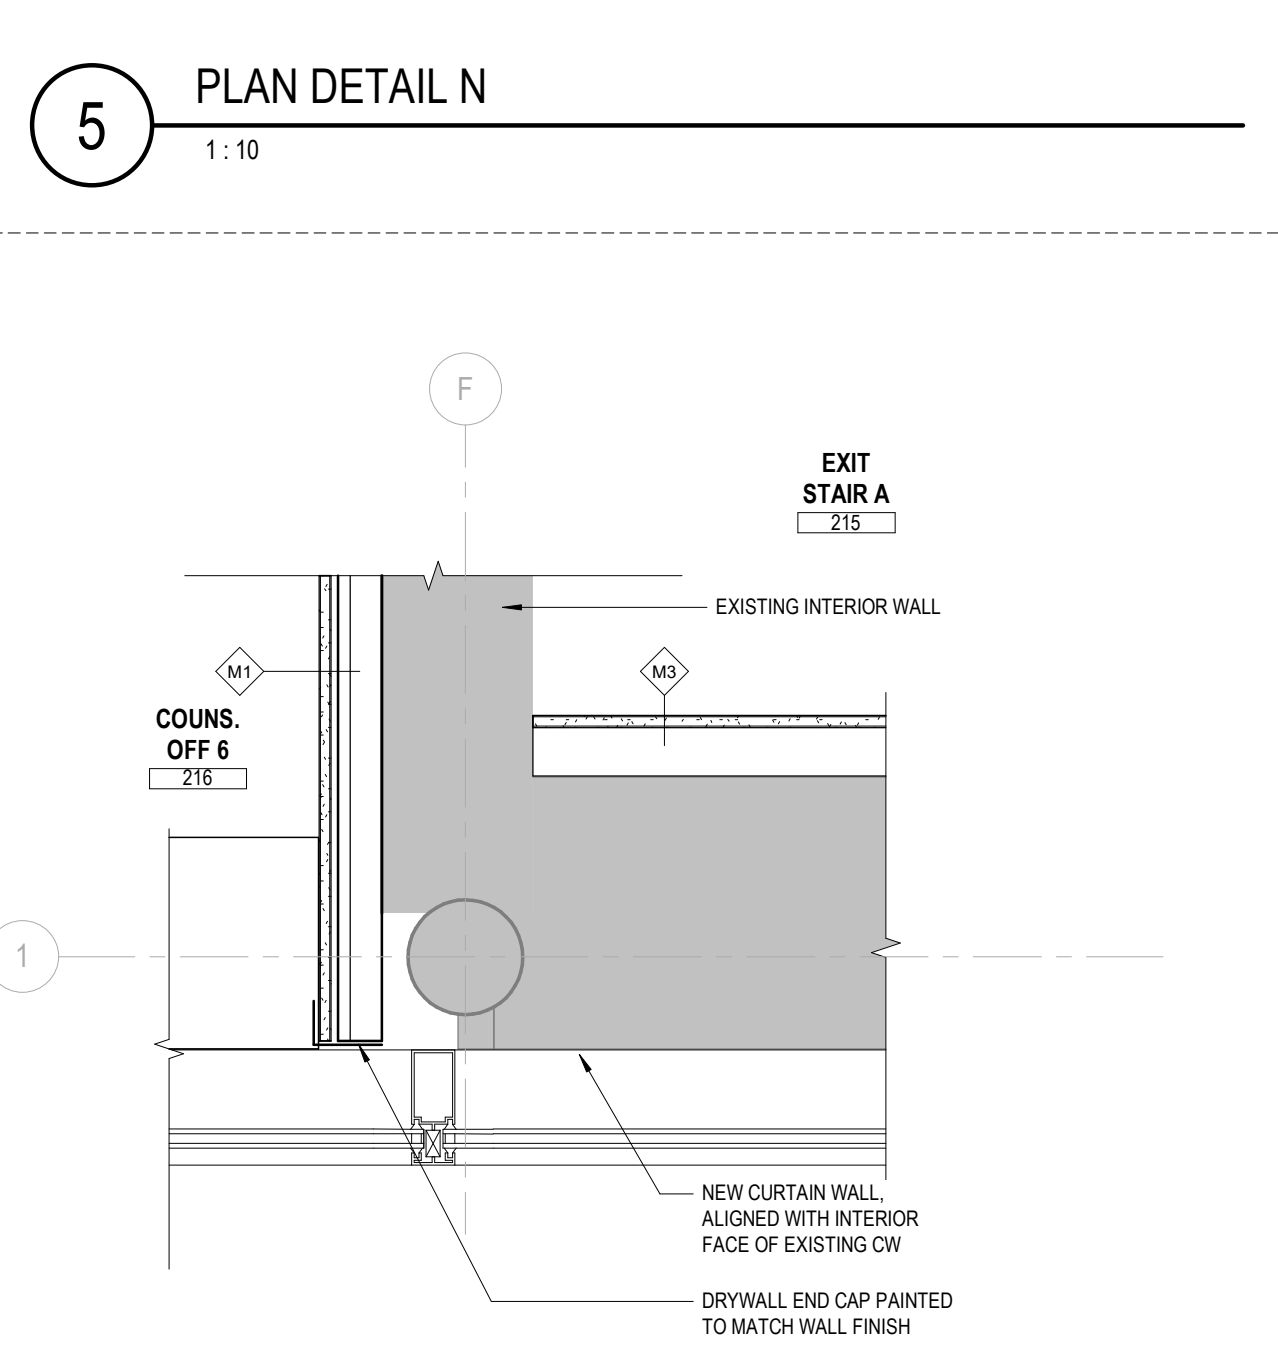 5
PLAN DETAIL N
1 : 10
F
EXIT
STAIR A
215
EXISTING INTERIOR WALL
M1
M3
COUNS.
OFF 6
216
1
NEW CURTAIN WALL,
ALIGNED WITH INTERIOR
FACE OF EXISTING CW
DRYWALL END CAP PAINTED
TO MATCH WALL FINISH